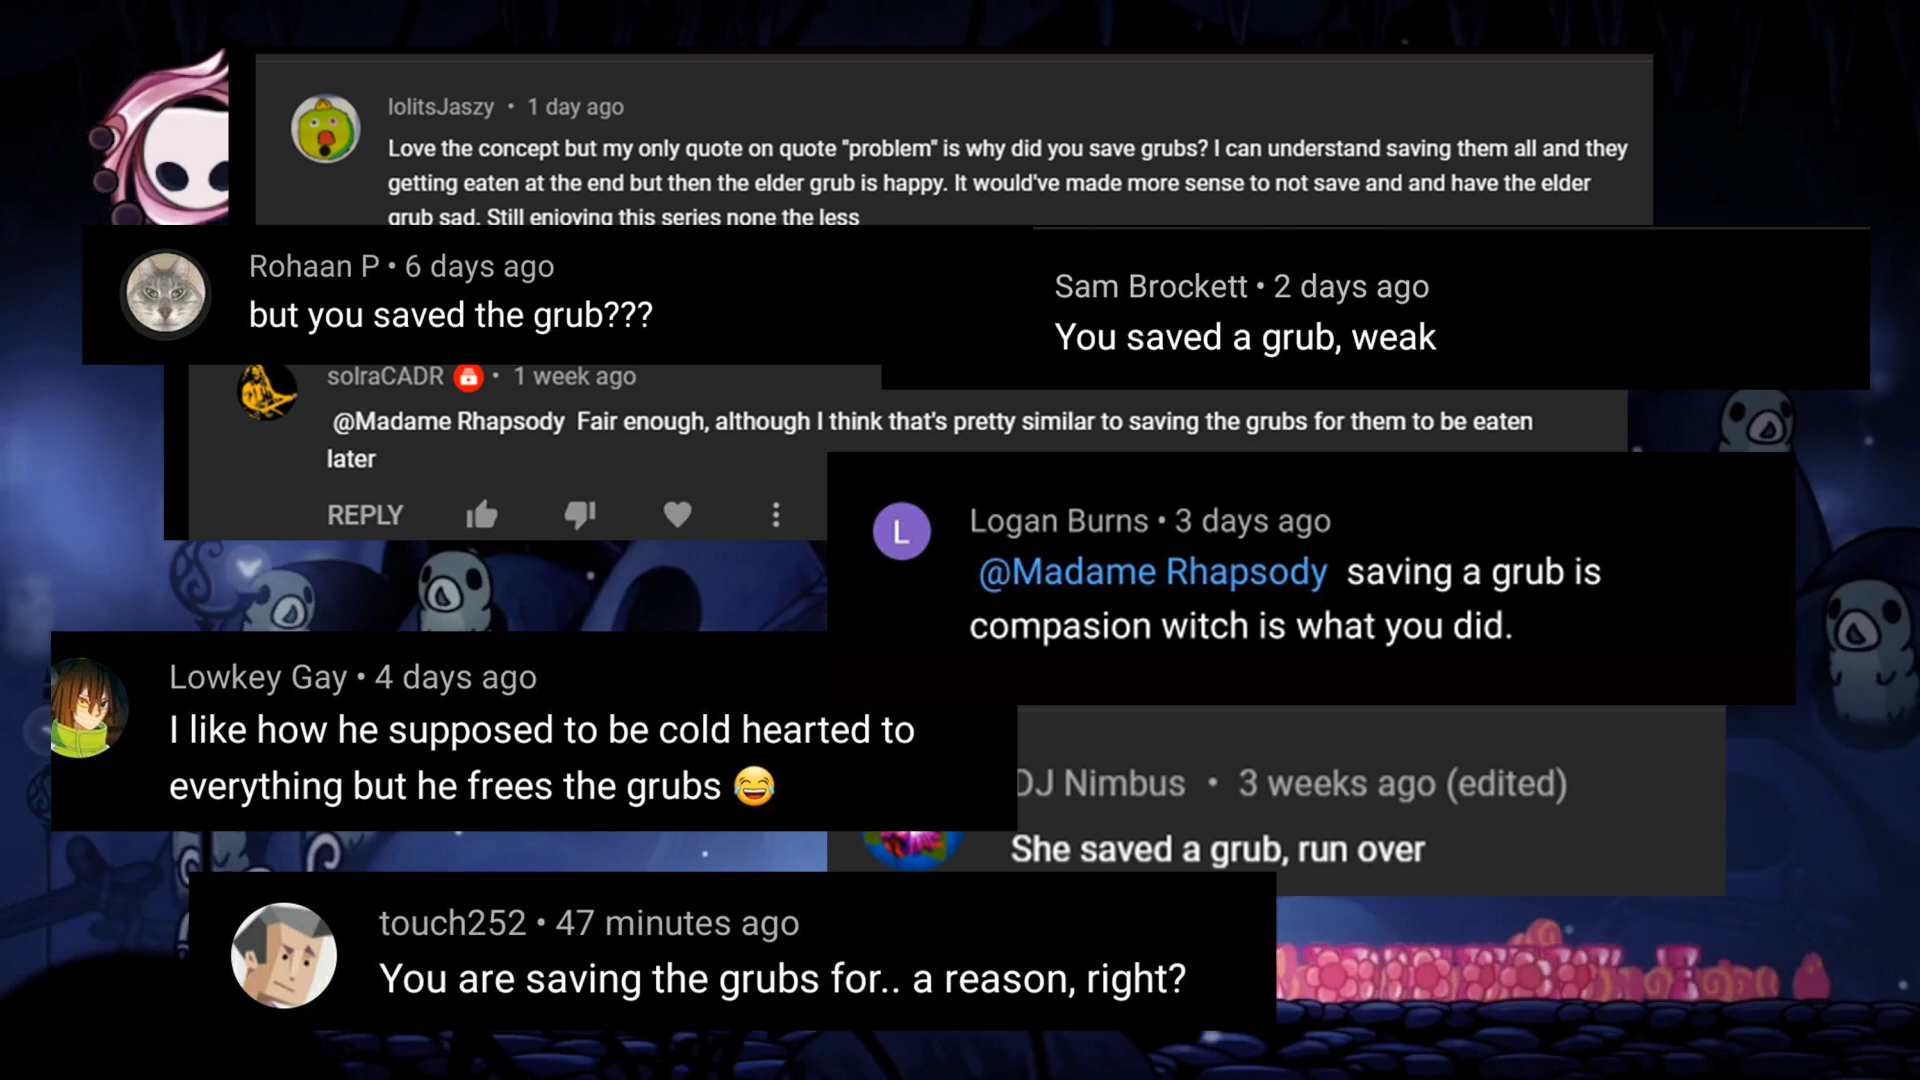 lolitsJaszy • 1 day ago
Love the concept but my only quote on quote "problem" is why did you save grubs? I can understand saving them all and they
getting eaten at the end but then the elder grub is happy. It would've made more sense to not save and and have the elder
grub sad. Still enjoying this series none the less
Rohaan P • 6 days ago
but you saved the grub???
Sam Brockett • 2 days ago
You saved a grub, weak
solraCADR • 1 week ago
@Madame Rhapsody Fair enough, although I think that's pretty similar to saving the grubs for them to be eaten
later
REPLY
L
Logan Burns • 3 days ago
@Madame Rhapsody saving a grub is
compasion witch is what you did.
Lowkey Gay • 4 days ago
I like how he supposed to be cold hearted to
everything but he frees the grubs 😂
DJ Nimbus • 3 weeks ago (edited)
She saved a grub, run over
touch252 • 47 minutes ago
You are saving the grubs for.. a reason, right?